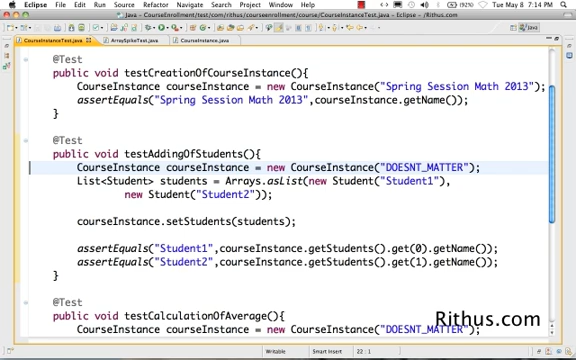 Eclipse File Edit Run Source Refactor Navigate Search Project Window Help (92%) Tue May 8 7:14 PM
Java - CourseEnrollment/test/com/rithus/courseenrollment/course/CourseInstanceTest.java - Eclipse - /Rithus.com
Java
CourseInstanceTest.java ArraySpikeTest.java CourseInstance.java
@Test
public void testCreationOfCourseInstance(){
CourseInstance courseInstance = new CourseInstance("Spring Session Math 2013");
assertEquals("Spring Session Math 2013",courseInstance.getName());
}
@Test
public void testAddingOfStudents(){
CourseInstance courseInstance = new CourseInstance("DOESNT_MATTER");
List<Student> students = Arrays.asList(new Student("Student1"),
new Student("Student2"));
courseInstance.setStudents(students);
assertEquals("Student1",courseInstance.getStudents().get(0).getName());
assertEquals("Student2",courseInstance.getStudents().get(1).getName());
}
@Test
public void testCalculationOfAverage(){
CourseInstance courseInstance = new CourseInstance("DOESNT_MATTER");
Rithus.com
Writable Smart Insert 22 : 1